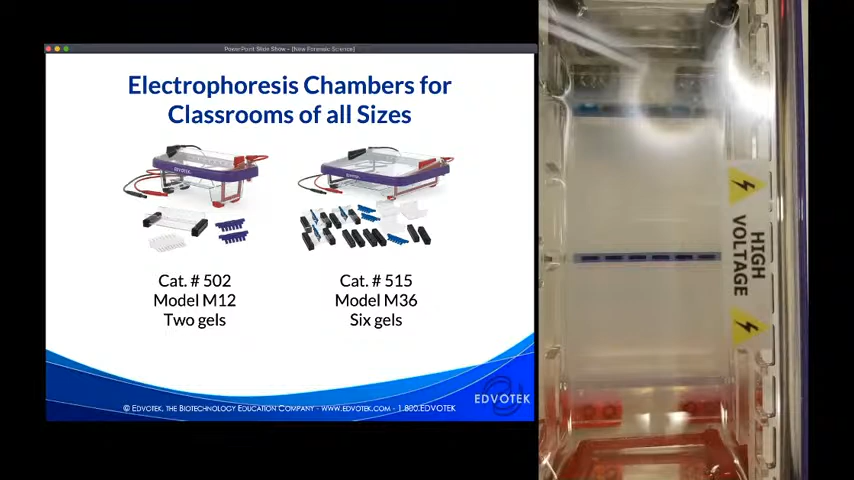 PowerPoint Slide Show - [New Forensic Science]
Electrophoresis Chambers for
Classrooms of all Sizes
Cat. # 502
Model M12
Two gels
Cat. # 515
Model M36
Six gels
© EDVOTEK, THE BIOTECHNOLOGY EDUCATION COMPANY - WWW.EDVOTEK.COM - 1.800.EDVOTEK
EDVOTEK
HIGH
VOLTAGE